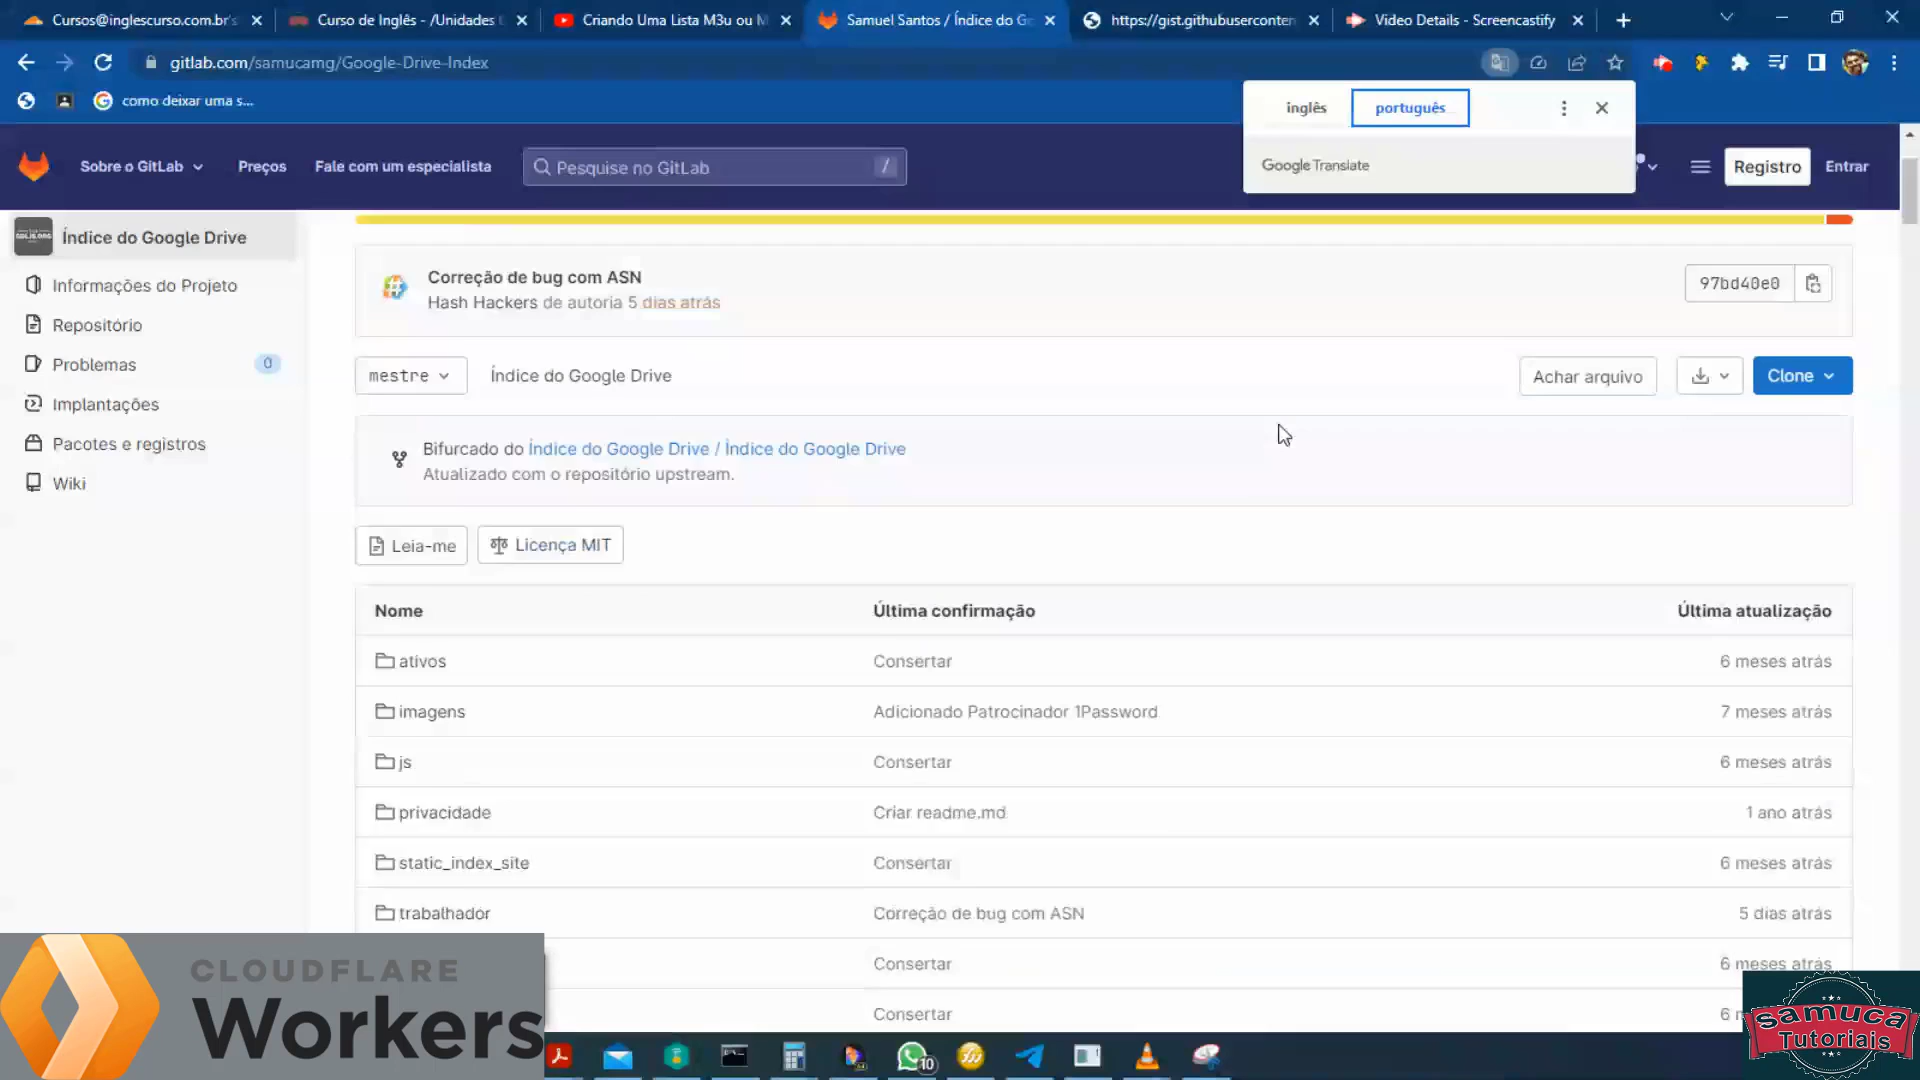 Cursos@inglescurso.com.br's
Curso de Inglês - /Unidades
Criando Uma Lista M3u ou M
Samuel Santos / Índice do Go
https://gist.githubuserconten
Video Details - Screencastify
gitlab.com/samucamg/Google-Drive-Index
como deixar uma s...
inglês
português
Google Translate
Sobre o GitLab
Preços
Fale com um especialista
Pesquise no GitLab
/
Registro
Entrar
Índice do Google Drive
Informações do Projeto
Repositório
Problemas
0
Implantações
Pacotes e registros
Wiki
Correção de bug com ASN
Hash Hackers de autoria 5 dias atrás
97bd40e0
mestre
Índice do Google Drive
Achar arquivo
Clone
Bifurcado do Índice do Google Drive / Índice do Google Drive
Atualizado com o repositório upstream.
Leia-me
Licença MIT
Nome
Última confirmação
Última atualização
ativos
Consertar
6 meses atrás
imagens
Adicionado Patrocinador 1Password
7 meses atrás
js
Consertar
6 meses atrás
privacidade
Criar readme.md
1 ano atrás
static_index_site
Consertar
6 meses atrás
trabalhador
Correção de bug com ASN
5 dias atrás
Consertar
6 meses atrás
Consertar
CLOUDFLARE
Workers
10
samuca
Tutoriais